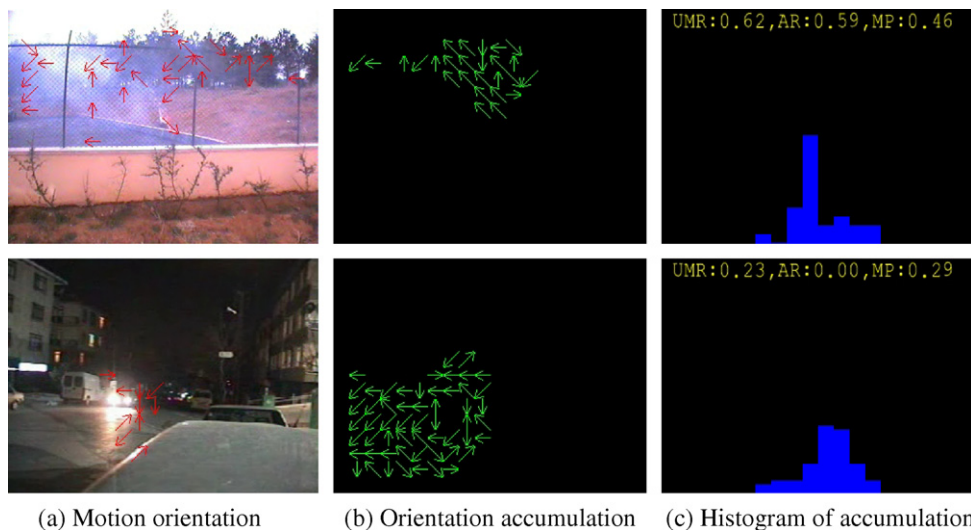 UMR:0.62,AR:0.59,MP:0.46
UMR:0.23,AR:0.00,MP:0.29
(a) Motion orientation (b) Orientation accumulation (c) Histogram of accumulation